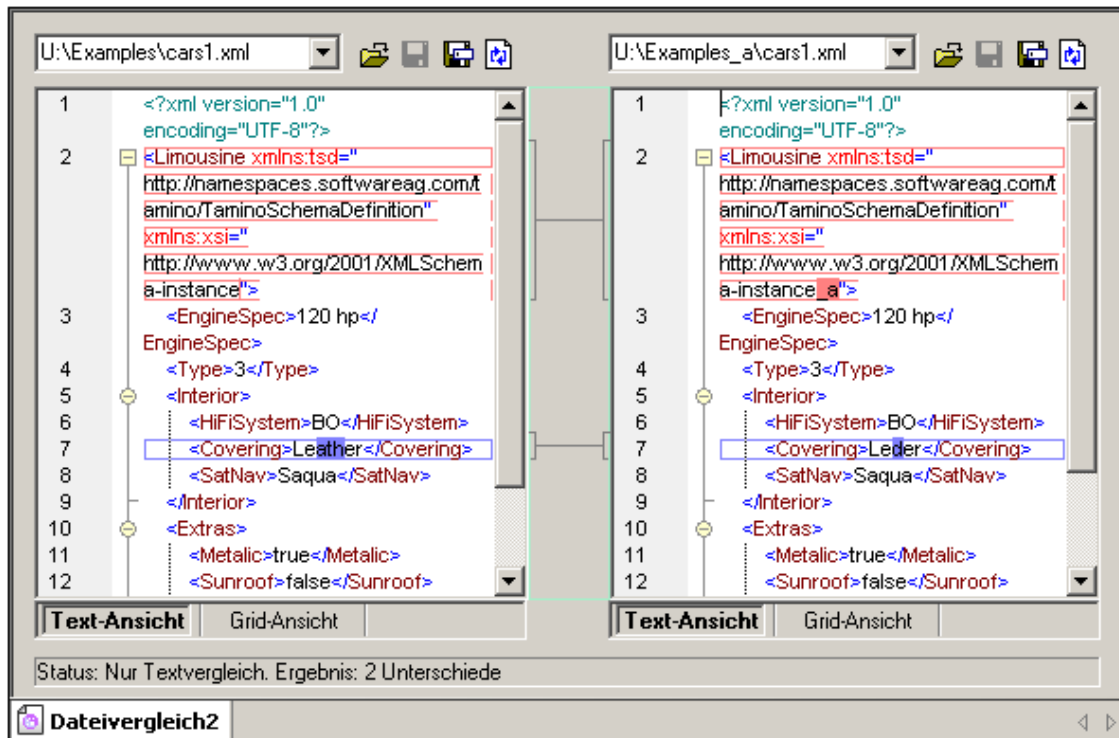 U:\Examples\cars1.xml
1 <?xml version="1.0"
encoding="UTF-8"?>
2 <Limousine xmlns:tsd="
http://namespaces.softwareag.com/t
amino/TaminoSchemaDefinition"
xmlns:xsi="
http://www.w3.org/2001/XMLSchem
a-instance">
3 <EngineSpec>120 hp</
EngineSpec>
4 <Type>3</Type>
5 <Interior>
6 <HiFiSystem>BO</HiFiSystem>
7 <Covering>Leather</Covering>
8 <SatNav>Saqua</SatNav>
9 </Interior>
10 <Extras>
11 <Metalic>true</Metalic>
12 <Sunroof>false</Sunroof>
Text-Ansicht Grid-Ansicht
U:\Examples_a\cars1.xml
1 <?xml version="1.0"
encoding="UTF-8"?>
2 <Limousine xmlns:tsd="
http://namespaces.softwareag.com/t
amino/TaminoSchemaDefinition"
xmlns:xsi="
http://www.w3.org/2001/XMLSchem
a-instance_a">
3 <EngineSpec>120 hp</
EngineSpec>
4 <Type>3</Type>
5 <Interior>
6 <HiFiSystem>BO</HiFiSystem>
7 <Covering>Leder</Covering>
8 <SatNav>Saqua</SatNav>
9 </Interior>
10 <Extras>
11 <Metalic>true</Metalic>
12 <Sunroof>false</Sunroof>
Text-Ansicht Grid-Ansicht
Status: Nur Textvergleich. Ergebnis: 2 Unterschiede
Dateivergleich2